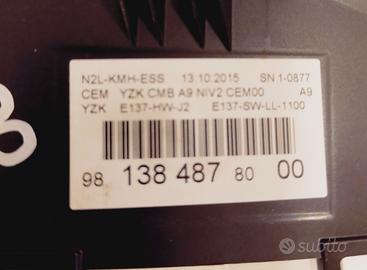 N2L-KMH-ESS 13.10.2015 SN 1-0877
CEM YZK CMB A9 NIV2 CEM00 A9
YZK E137-HW-J2 E137-SW-LL-1100
98 138 487 80 00
subito